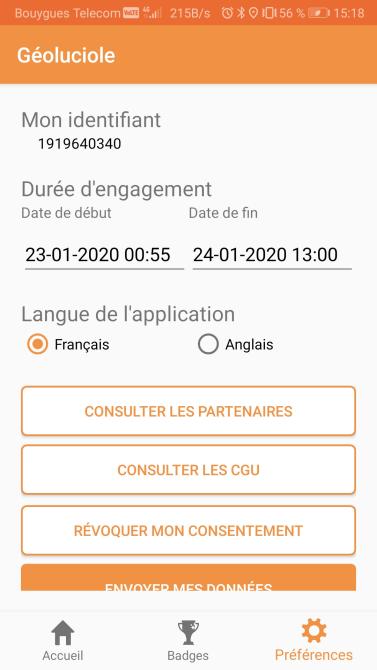 Bouygues Telecom VoLTE 4G 215B/s 56 % 15:18
Géoluciole
Mon identifiant
1919640340
Durée d'engagement
Date de début Date de fin
23-01-2020 00:55 24-01-2020 13:00
Langue de l'application
Français Anglais
CONSULTER LES PARTENAIRES
CONSULTER LES CGU
RÉVOQUER MON CONSENTEMENT
ENVOYER MES DONNÉES
Accueil Badges Préférences